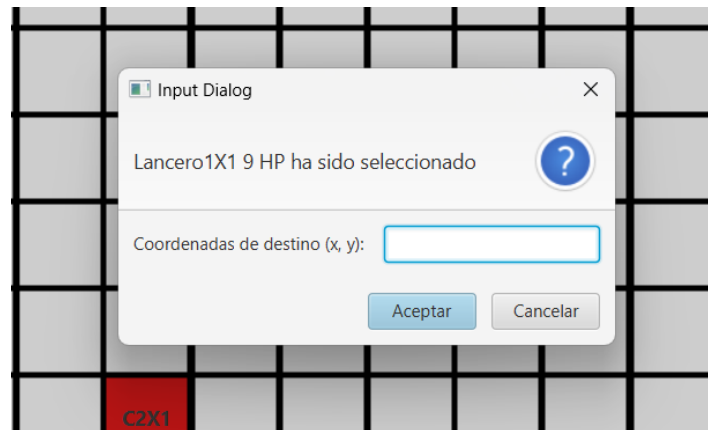 Input Dialog
Lancero1X1 9 HP ha sido seleccionado
?
Coordenadas de destino (x, y):
Aceptar
Cancelar
C2X1